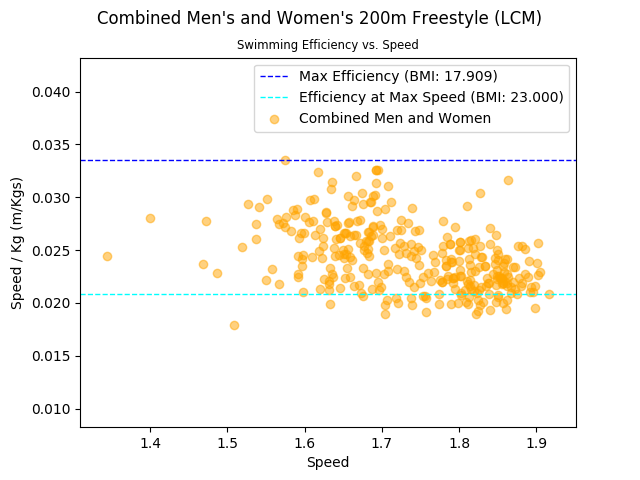 Combined Men's and Women's 200m Freestyle (LCM)
Swimming Efficiency vs. Speed
Max Efficiency (BMI: 17.909)
Efficiency at Max Speed (BMI: 23.000)
Combined Men and Women
Speed / Kg (m/Kgs)
0.040
0.035
0.030
0.025
0.020
0.015
0.010
1.4 1.5 1.6 1.7 1.8 1.9
Speed